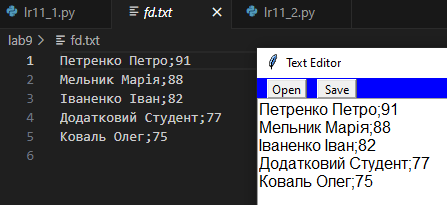 lr11_1.py
fd.txt
lr11_2.py
lab9 > fd.txt
1 Петренко Петро;91
2 Мельник Марія;88
3 Іваненко Іван;82
4 Додатковий Студент;77
5 Коваль Олег;75
6
Text Editor
Open Save
Петренко Петро;91
Мельник Марія;88
Іваненко Іван;82
Додатковий Студент;77
Коваль Олег;75